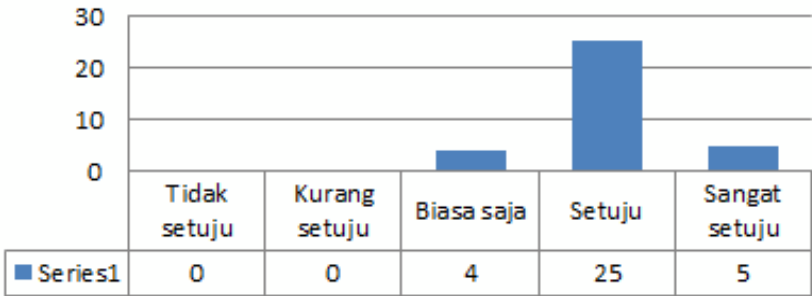 30
20
10
0
Tidak setuju
Kurang setuju
Biasa saja
Setuju
Sangat setuju
Series1 0 0 4 25 5